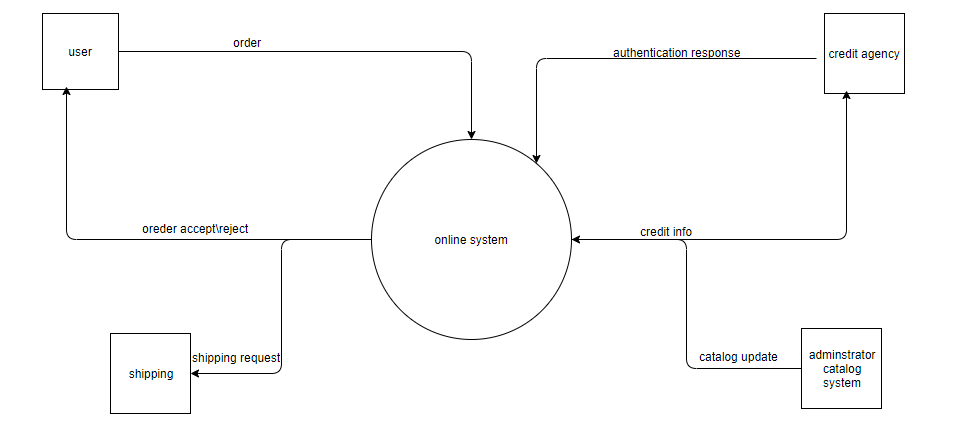 user
order
authentication response
credit agency
oreder accept\reject
online system
credit info
shipping
shipping request
catalog update
adminstrator
catalog
system